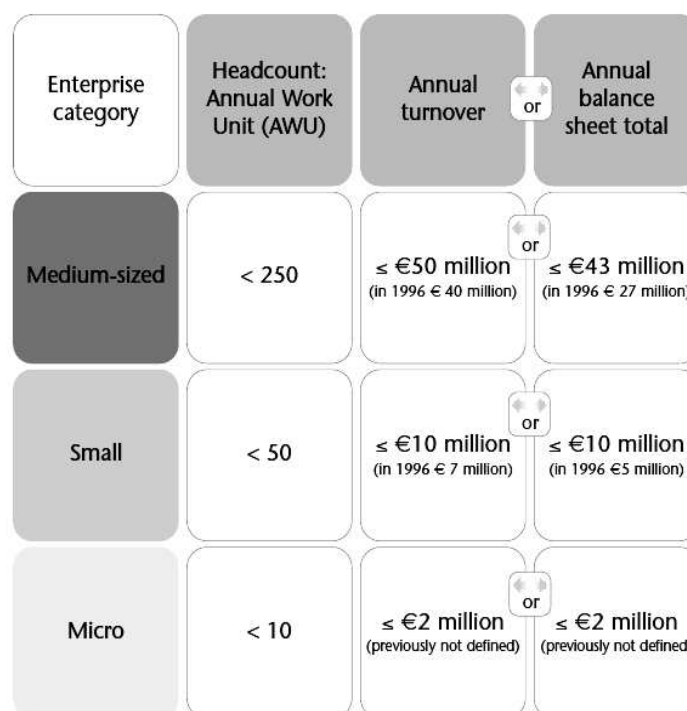 Enterprise
category
Headcount:
Annual Work
Unit (AWU)
Annual
turnover
or
Annual
balance
sheet total
Medium-sized
< 250
≤ €50 million
(in 1996 € 40 million)
or
≤ €43 million
(in 1996 € 27 million)
Small
< 50
≤ €10 million
(in 1996 € 7 million)
or
≤ €10 million
(in 1996 €5 million)
Micro
< 10
≤ €2 million
(previously not defined)
or
≤ €2 million
(previously not defined